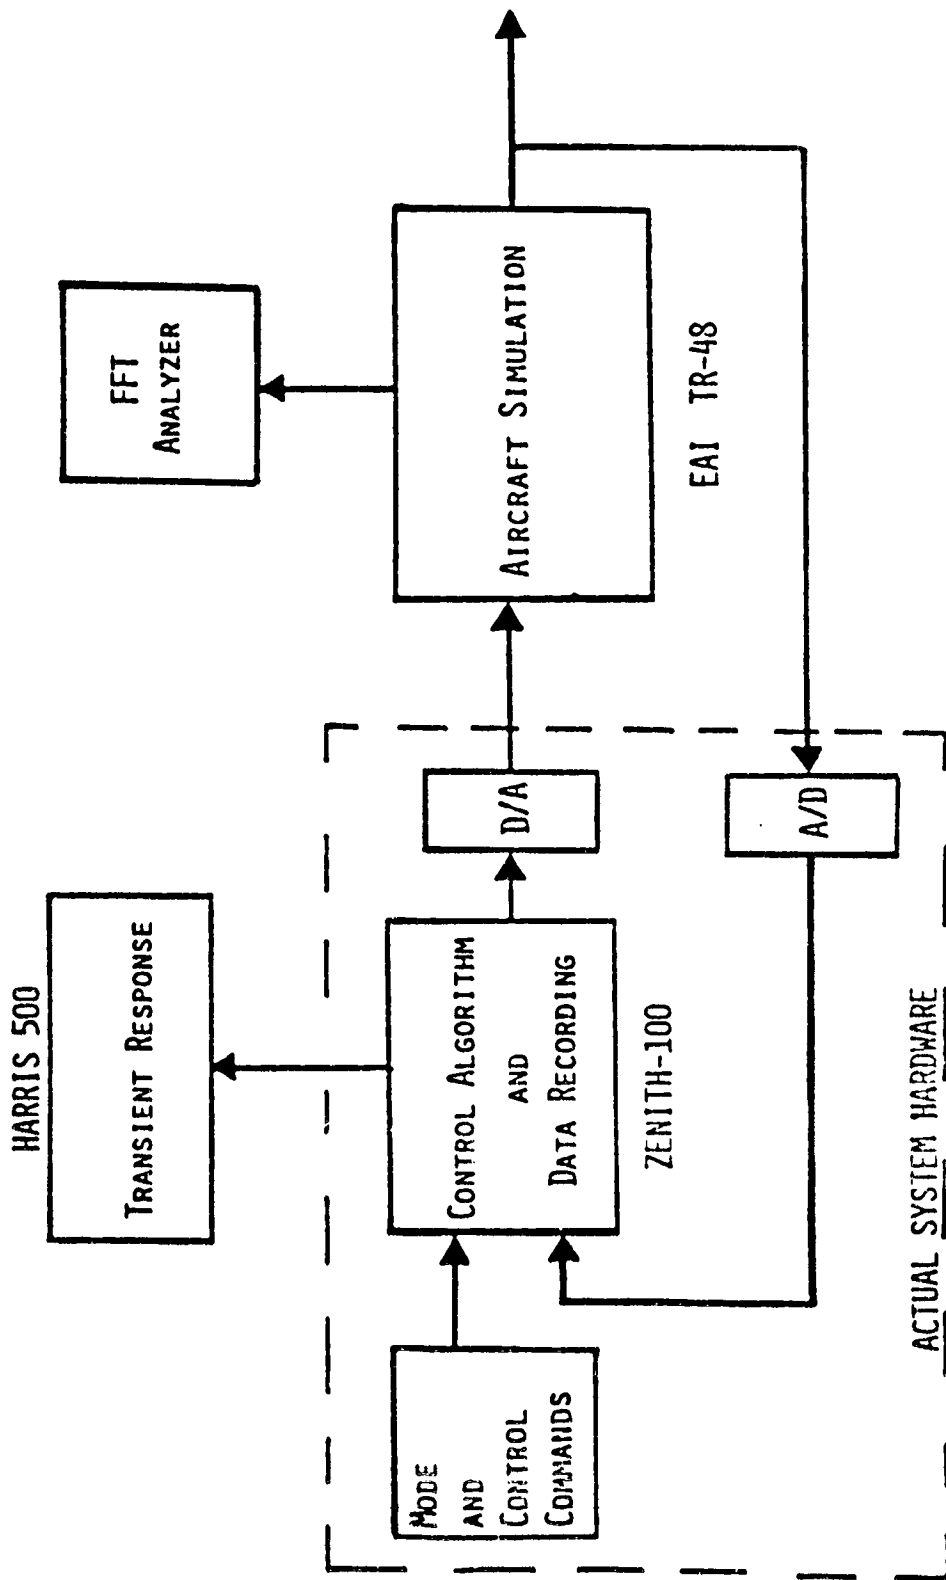 HARRIS 500
TRANSIENT RESPONSE
FFT
ANALYZER
MODE
AND
CONTROL
COMMANDS
CONTROL ALGORITHM
AND
DATA RECORDING
ZENITH-100
D/A
AIRCRAFT SIMULATION
EAI TR-48
A/D
ACTUAL SYSTEM HARDWARE